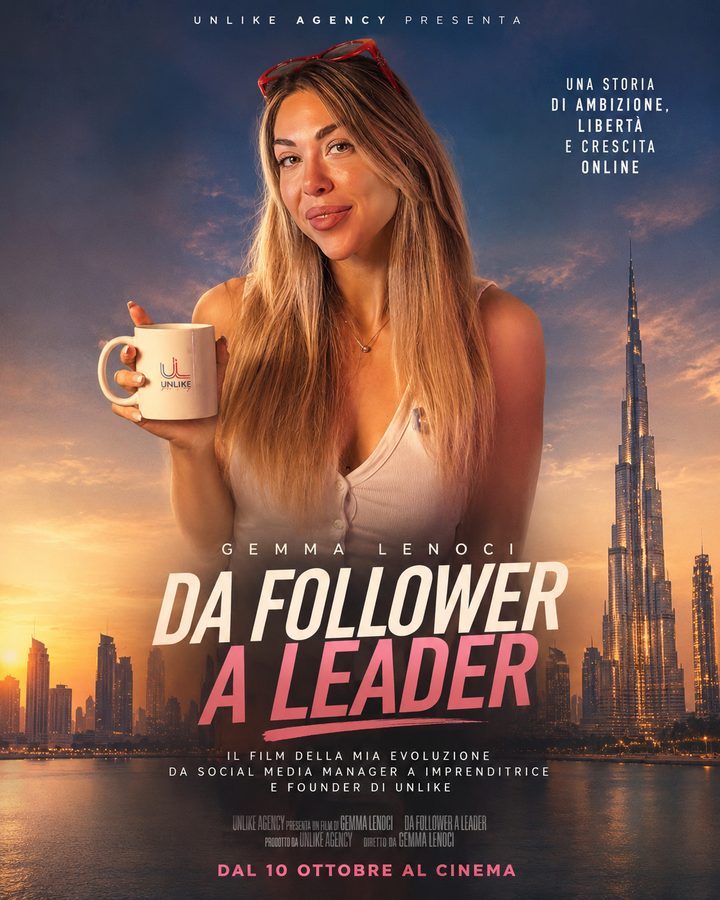 UNLIKE AGENCY PRESENTA
UNA STORIA
DI AMBIZIONE,
LIBERTÀ
E CRESCITA
ONLINE
UL
UNLIKE
GEMMA LENOCI
DA FOLLOWER
A LEADER
IL FILM DELLA MIA EVOLUZIONE
DA SOCIAL MEDIA MANAGER A IMPRENDITRICE
E FOUNDER DI UNLIKE
UNLIKE AGENCY PRESENTA UN FILM DI GEMMA LENOCI DA FOLLOWER A LEADER
PRODOTTO DA UNLIKE AGENCY DIRETTO DA GEMMA LENOCI
DAL 10 OTTOBRE AL CINEMA